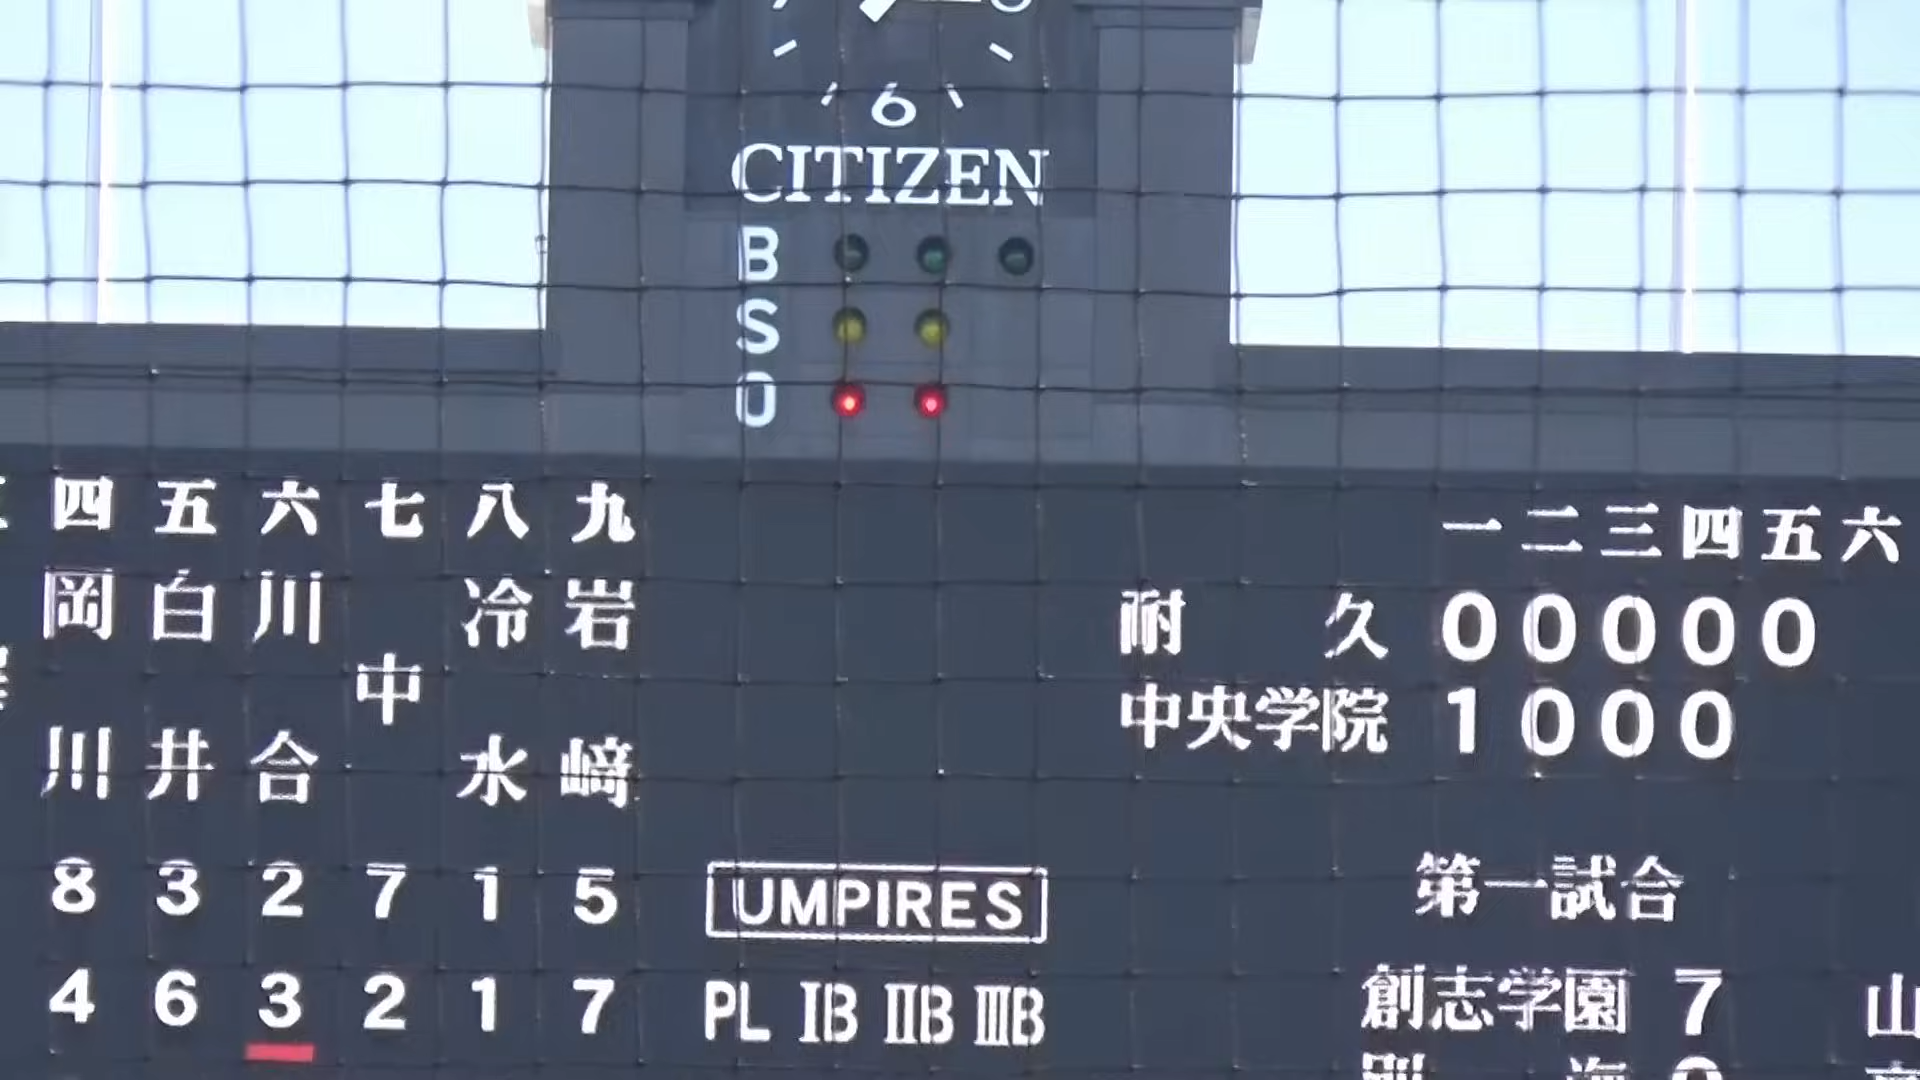 6
CITIZEN
B
S
O
四 五 六 七 八 九
岡川 白井 川合 中 冷水 岩﨑
8 3 2 7 1 5
4 6 3 2 1 7
UMPIRES
PL IB IIB IIIB
一 二 三 四 五 六
耐久 0 0 0 0 0
中央学院 1 0 0 0
第一試合
創志学園 7 山